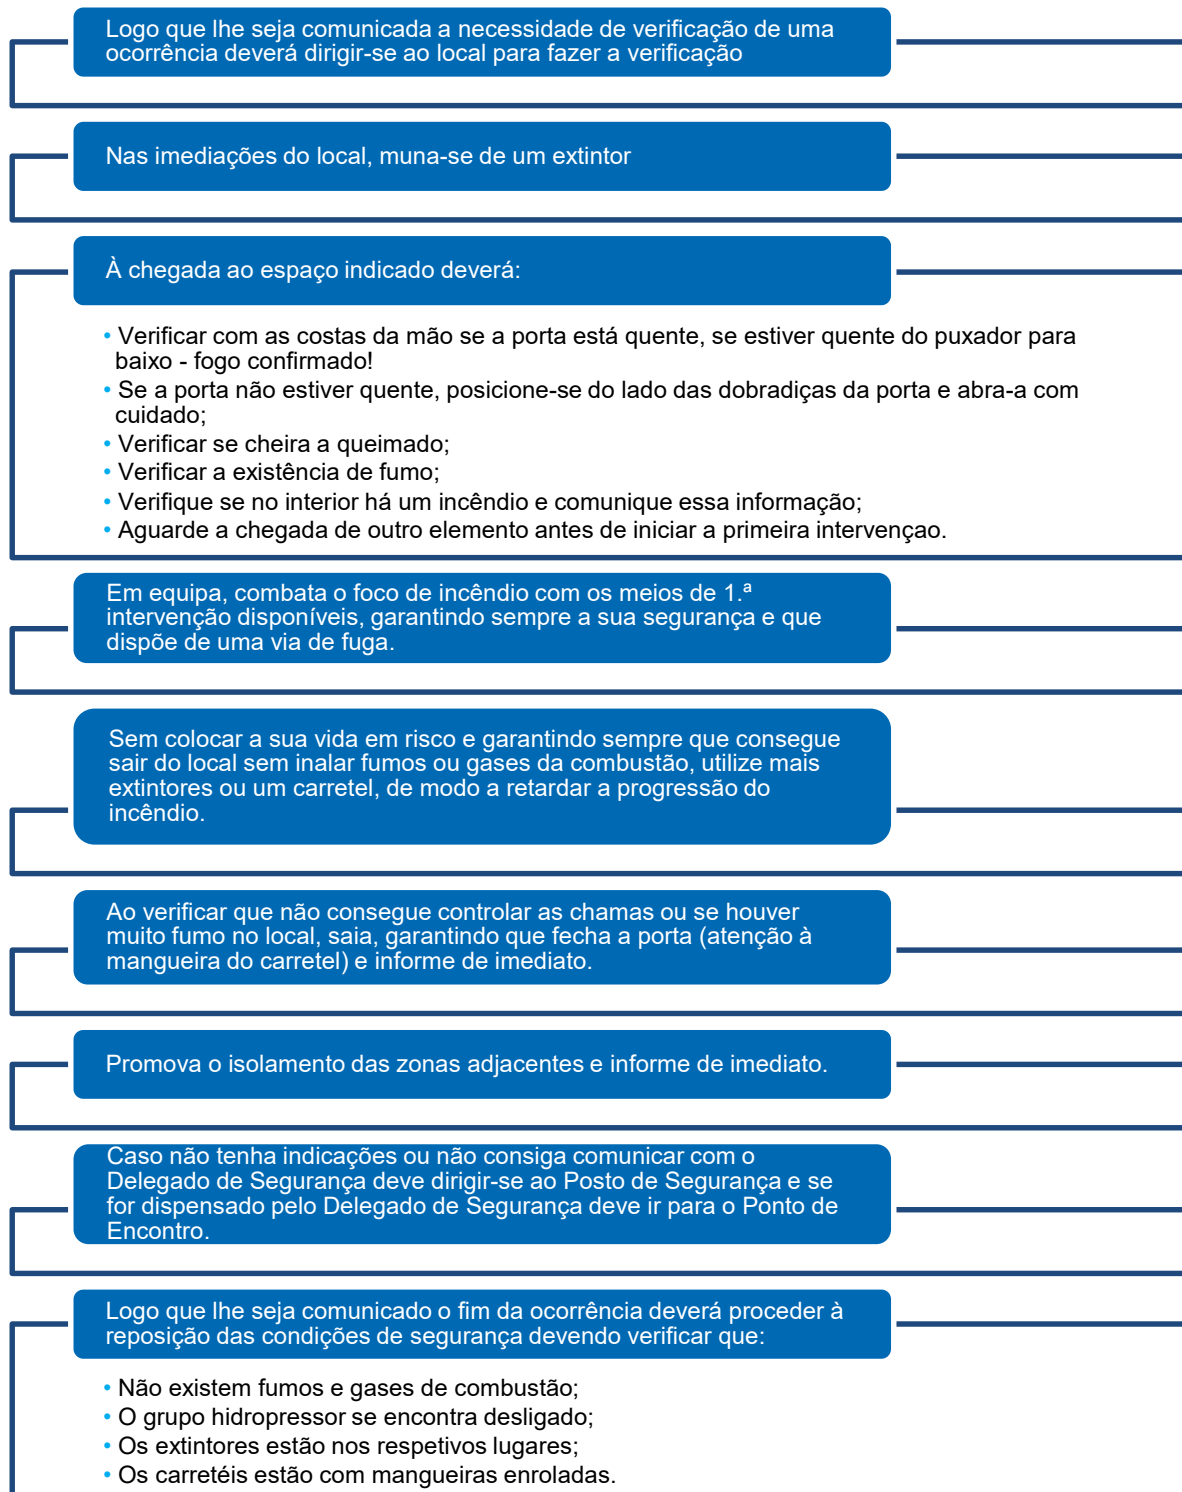 Logo que lhe seja comunicada a necessidade de verificação de uma
ocorrência deverá dirigir-se ao local para fazer a verificação
Nas imediações do local, muna-se de um extintor
À chegada ao espaço indicado deverá:
• Verificar com as costas da mão se a porta está quente, se estiver quente do puxador para
baixo - fogo confirmado!
• Se a porta não estiver quente, posicione-se do lado das dobradiças da porta e abra-a com
cuidado;
• Verificar se cheira a queimado;
• Verificar a existência de fumo;
• Verifique se no interior há um incêndio e comunique essa informação;
• Aguarde a chegada de outro elemento antes de iniciar a primeira intervençao.
Em equipa, combata o foco de incêndio com os meios de 1.ª
intervenção disponíveis, garantindo sempre a sua segurança e que
dispõe de uma via de fuga.
Sem colocar a sua vida em risco e garantindo sempre que consegue
sair do local sem inalar fumos ou gases da combustão, utilize mais
extintores ou um carretel, de modo a retardar a progressão do
incêndio.
Ao verificar que não consegue controlar as chamas ou se houver
muito fumo no local, saia, garantindo que fecha a porta (atenção à
mangueira do carretel) e informe de imediato.
Promova o isolamento das zonas adjacentes e informe de imediato.
Caso não tenha indicações ou não consiga comunicar com o
Delegado de Segurança deve dirigir-se ao Posto de Segurança e se
for dispensado pelo Delegado de Segurança deve ir para o Ponto de
Encontro.
Logo que lhe seja comunicado o fim da ocorrência deverá proceder à
reposição das condições de segurança devendo verificar que:
• Não existem fumos e gases de combustão;
• O grupo hidropressor se encontra desligado;
• Os extintores estão nos respetivos lugares;
• Os carretéis estão com mangueiras enroladas.